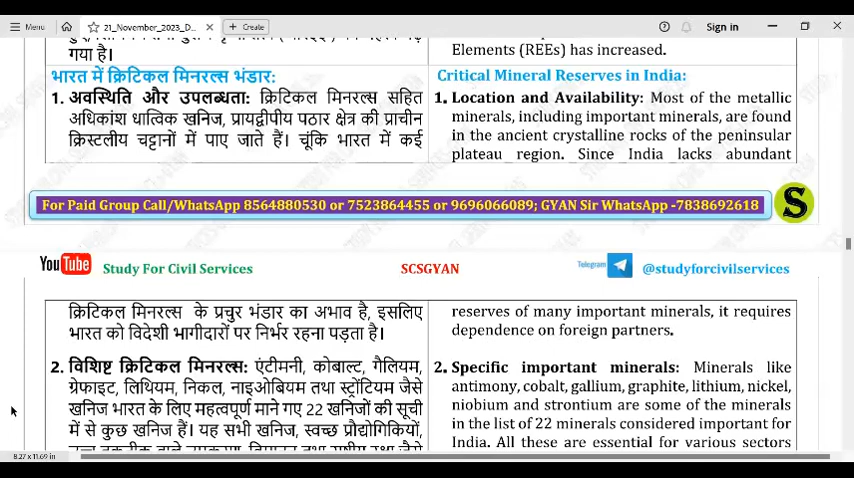 Menu
21_November_2023_D...
+ Create
Sign in
गया है।
भारत में क्रिटिकल मिनरल्स भंडार:
1. अवस्थिति और उपलब्धता: क्रिटिकल मिनरल्स सहित
अधिकांश धात्विक खनिज, प्रायद्वीपीय पठार क्षेत्र की प्राचीन
क्रिस्टलीय चट्टानों में पाए जाते हैं। चूंकि भारत में कई
Elements (REEs) has increased.
Critical Mineral Reserves in India:
1. Location and Availability: Most of the metallic
minerals, including important minerals, are found
in the ancient crystalline rocks of the peninsular
plateau region. Since India lacks abundant
For Paid Group Call/WhatsApp 8564880530 or 7523864455 or 9696066089; GYAN Sir WhatsApp -7838692618
S
YouTube Study For Civil Services SCSGYAN Telegram @studyforcivilservices
क्रिटिकल मिनरल्स के प्रचुर भंडार का अभाव है, इसलिए
भारत को विदेशी भागीदारों पर निर्भर रहना पड़ता है।
2. विशिष्ट क्रिटिकल मिनरल्स: एंटीमनी, कोबाल्ट, गैलियम,
ग्रेफाइट, लिथियम, निकल, नाइओबियम तथा स्ट्रोंटियम जैसे
खनिज भारत के लिए महत्वपूर्ण माने गए 22 खनिजों की सूची
में से कुछ खनिज हैं। यह सभी खनिज, स्वच्छ प्रौद्योगिकियों,
reserves of many important minerals, it requires
dependence on foreign partners.
2. Specific important minerals: Minerals like
antimony, cobalt, gallium, graphite, lithium, nickel,
niobium and strontium are some of the minerals
in the list of 22 minerals considered important for
India. All these are essential for various sectors
8.27 x 11.69 in